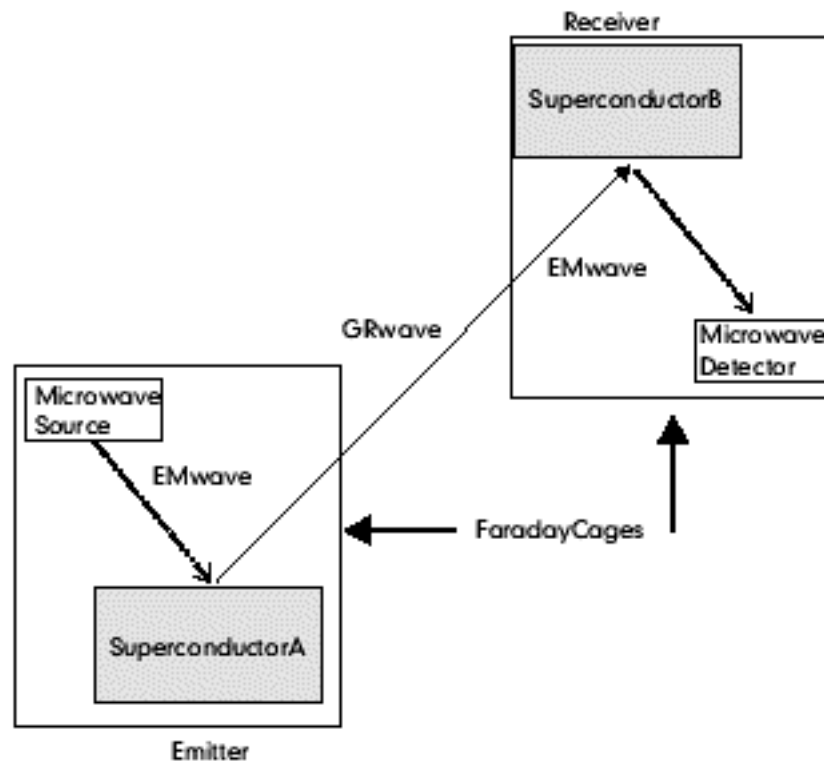 Receiver
SuperconductorB
EMwave
GRwave
Microwave
Detector
Microwave
Source
EMwave
FaradayCages
SuperconductorA
Emitter